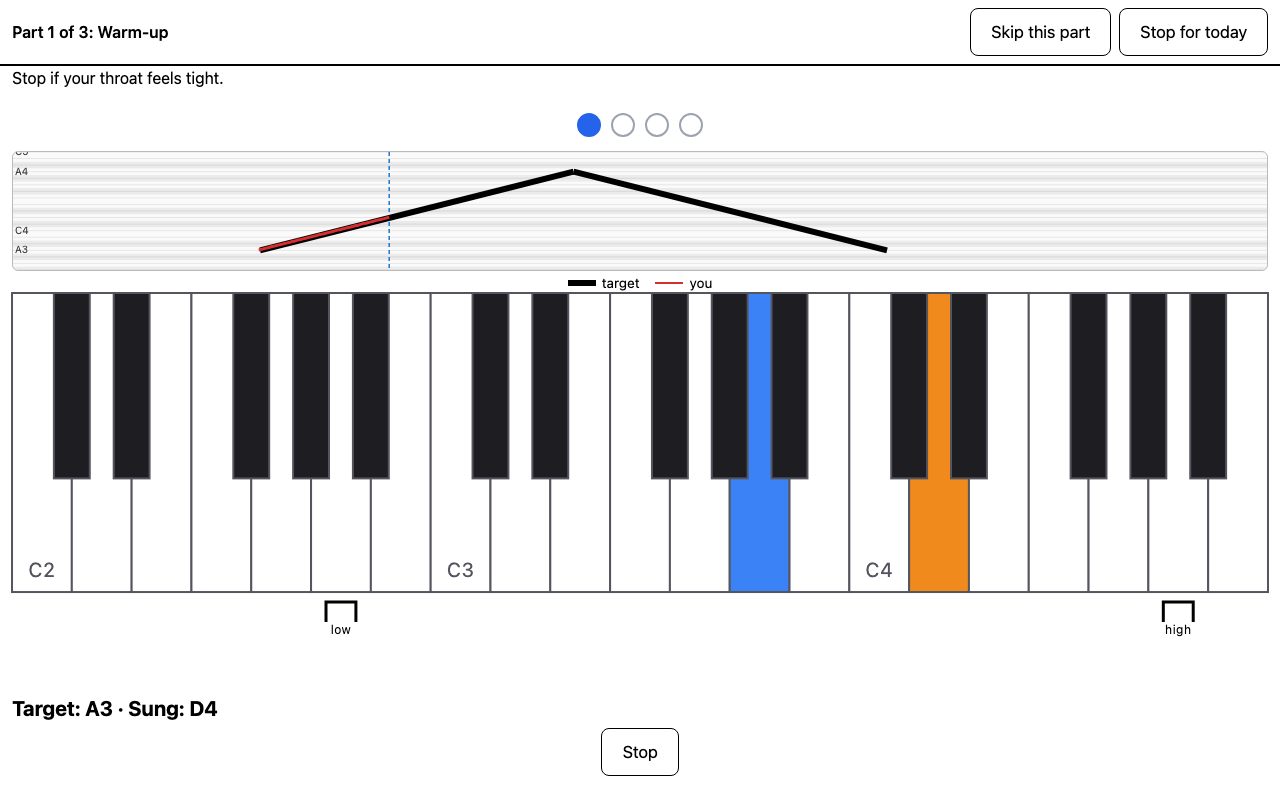 Part 1 of 3: Warm-up
Skip this part
Stop for today
Stop if your throat feels tight.
A4
C4
A3
target
you
C2
C3
C4
low
high
Target: A3 · Sung: D4
Stop